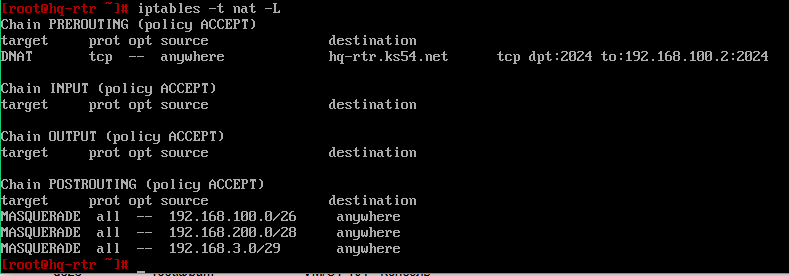 [root@hq-rtr ~]# iptables -t nat -L
Chain PREROUTING (policy ACCEPT)
target     prot opt source               destination
DNAT       tcp  --  anywhere             hq-rtr.ks54.net      tcp dpt:2024 to:192.168.100.2:2024

Chain INPUT (policy ACCEPT)
target     prot opt source               destination

Chain OUTPUT (policy ACCEPT)
target     prot opt source               destination

Chain POSTROUTING (policy ACCEPT)
target     prot opt source               destination
MASQUERADE  all  --  192.168.100.0/26     anywhere
MASQUERADE  all  --  192.168.200.0/28     anywhere
MASQUERADE  all  --  192.168.3.0/29       anywhere
[root@hq-rtr ~]#